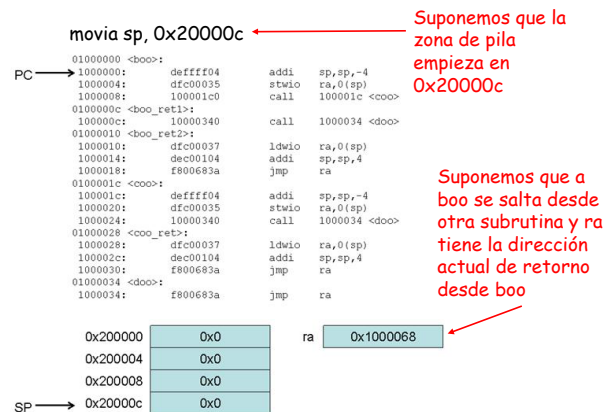 movia sp, 0x20000c
Suponemos que la
zona de pila
empieza en
0x20000c
PC
01000000 <boo>:
1000000: deffff04 addi sp,sp,-4
1000004: dfc00035 stwio ra,0(sp)
1000008: 100001c0 call 100001c <coo>
0100000c <boo_ret1>:
100000c: 10000340 call 1000034 <doo>
01000010 <boo_ret2>:
1000010: dfc00037 ldwio ra,0(sp)
1000014: dec00104 addi sp,sp,4
1000018: f800683a jmp ra
0100001c <coo>:
100001c: deffff04 addi sp,sp,-4
1000020: dfc00035 stwio ra,0(sp)
1000024: 10000340 call 1000034 <doo>
01000028 <coo_ret>:
1000028: dfc00037 ldwio ra,0(sp)
100002c: dec00104 addi sp,sp,4
1000030: f800683a jmp ra
01000034 <doo>:
1000034: f800683a jmp ra
Suponemos que a
boo se salta desde
otra subrutina y ra
tiene la dirección
actual de retorno
desde boo
0x200000 0x0 ra 0x1000068
0x200004 0x0
0x200008 0x0
SP 0x20000c 0x0